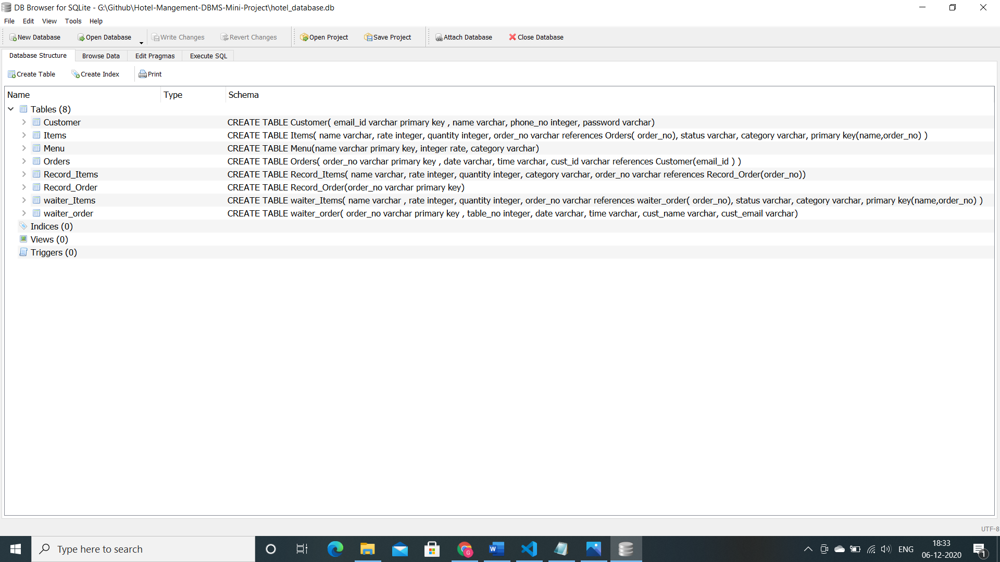 DB Browser for SQLite - G:\Github\Hotel-Mangement-DBMS-Mini-Project\hotel_database.db
File Edit View Tools Help
New Database Open Database Write Changes Revert Changes Open Project Save Project Attach Database Close Database
Database Structure Browse Data Edit Pragmas Execute SQL
Create Table Create Index Print
Name Type Schema
Tables (8)
Customer CREATE TABLE Customer( email_id varchar primary key , name varchar, phone_no integer, password varchar)
Items CREATE TABLE Items( name varchar, rate integer, quantity integer, order_no varchar references Orders( order_no), status varchar, category varchar, primary key(name,order_no) )
Menu CREATE TABLE Menu(name varchar primary key, integer rate, category varchar)
Orders CREATE TABLE Orders( order_no varchar primary key , date varchar, time varchar, cust_id varchar references Customer(email_id ) )
Record_Items CREATE TABLE Record_Items( name varchar, rate integer, quantity integer, category varchar, order_no varchar references Record_Order(order_no))
Record_Order CREATE TABLE Record_Order(order_no varchar primary key)
waiter_Items CREATE TABLE waiter_Items( name varchar , rate integer, quantity integer, order_no varchar references waiter_order( order_no), status varchar, category varchar, primary key(name,order_no) )
waiter_order CREATE TABLE waiter_order( order_no varchar primary key , table_no integer, date varchar, time varchar, cust_name varchar, cust_email varchar)
Indices (0)
Views (0)
Triggers (0)
UTF-8
Type here to search
ENG
18:33
06-12-2020
1